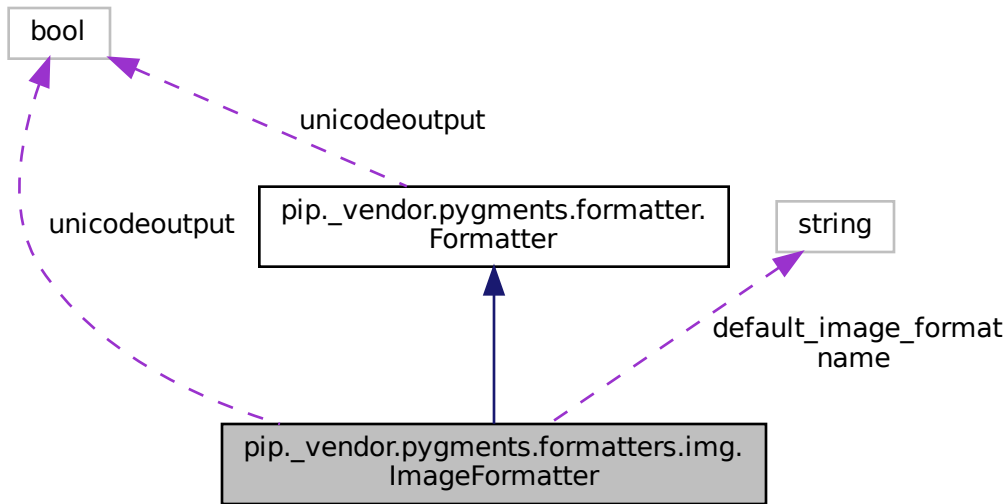 bool
unicodeoutput
pip._vendor.pygments.formatter.
Formatter
string
unicodeoutput
default_image_format
name
pip._vendor.pygments.formatters.img.
ImageFormatter